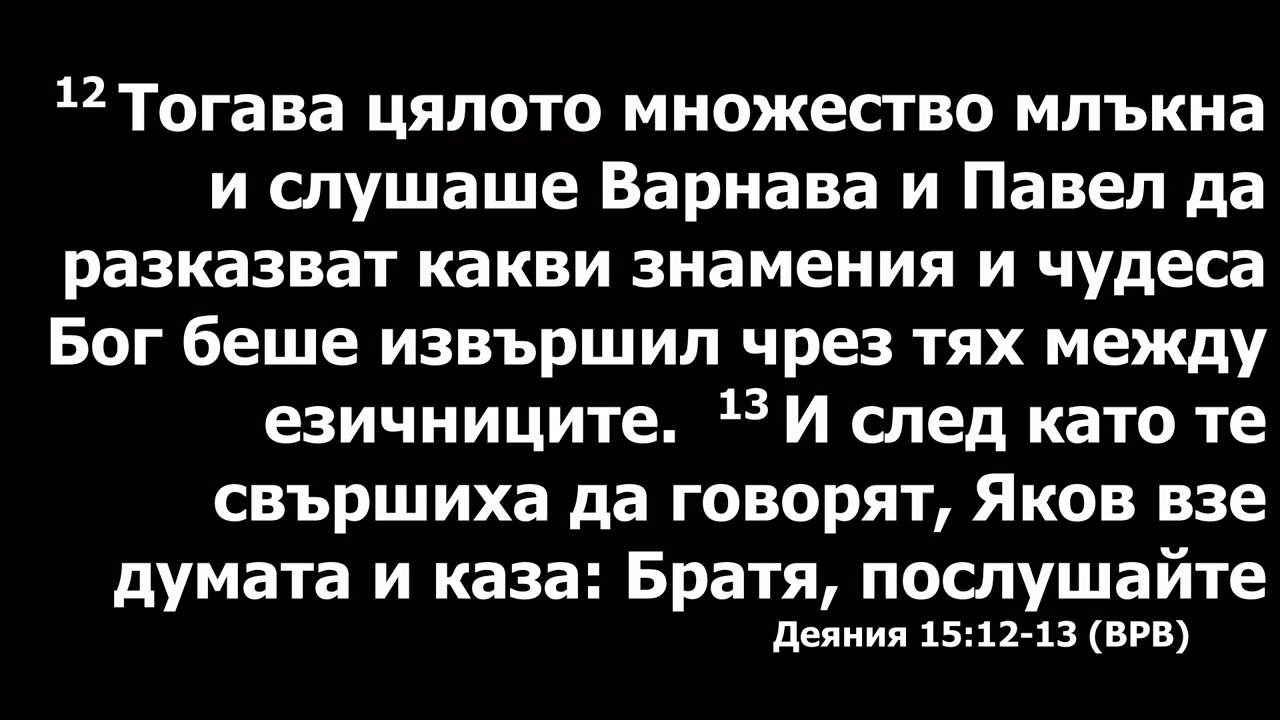 12 Тогава цялото множество млъкна
и слушаше Варнава и Павел да
разказват какви знамения и чудеса
Бог беше извършил чрез тях между
езичниците. 13 И след като те
свършиха да говорят, Яков взе
думата и каза: Братя, послушайте
Деяния 15:12-13 (ВРВ)